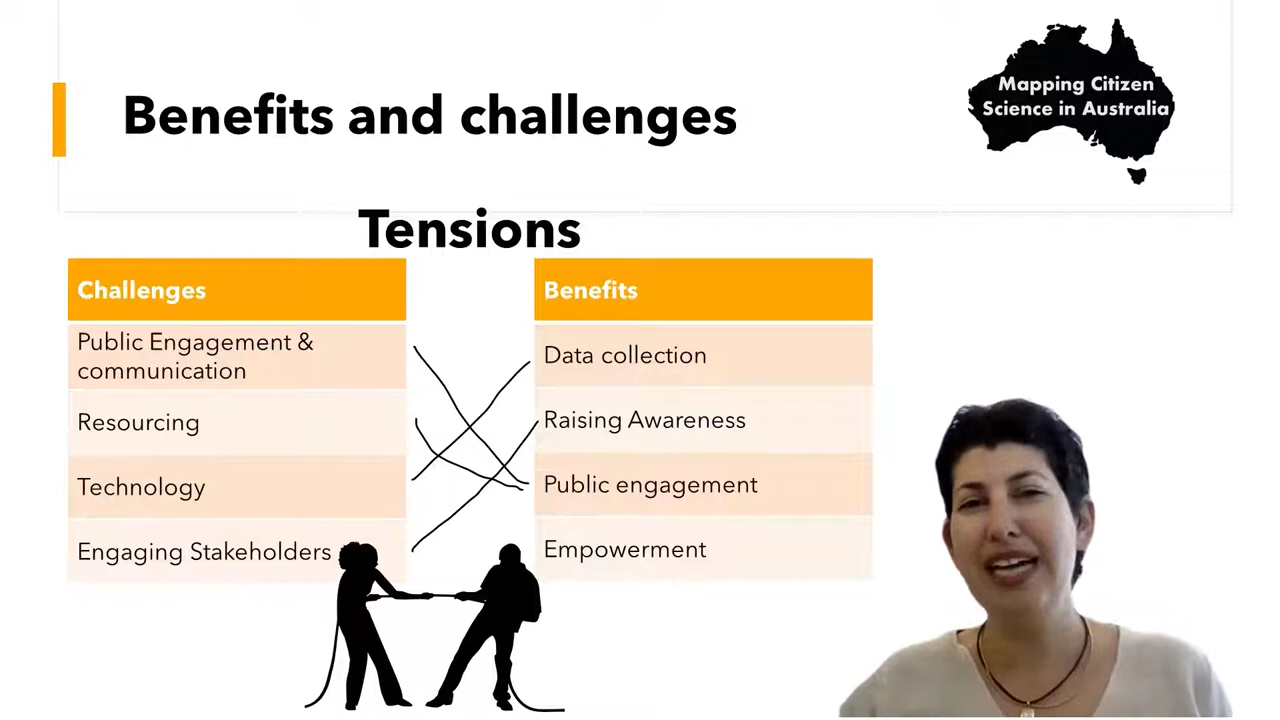 Benefits and challenges
Mapping Citizen
Science in Australia
Tensions
Challenges
Public Engagement &
communication
Resourcing
Technology
Engaging Stakeholders
Benefits
Data collection
Raising Awareness
Public engagement
Empowerment